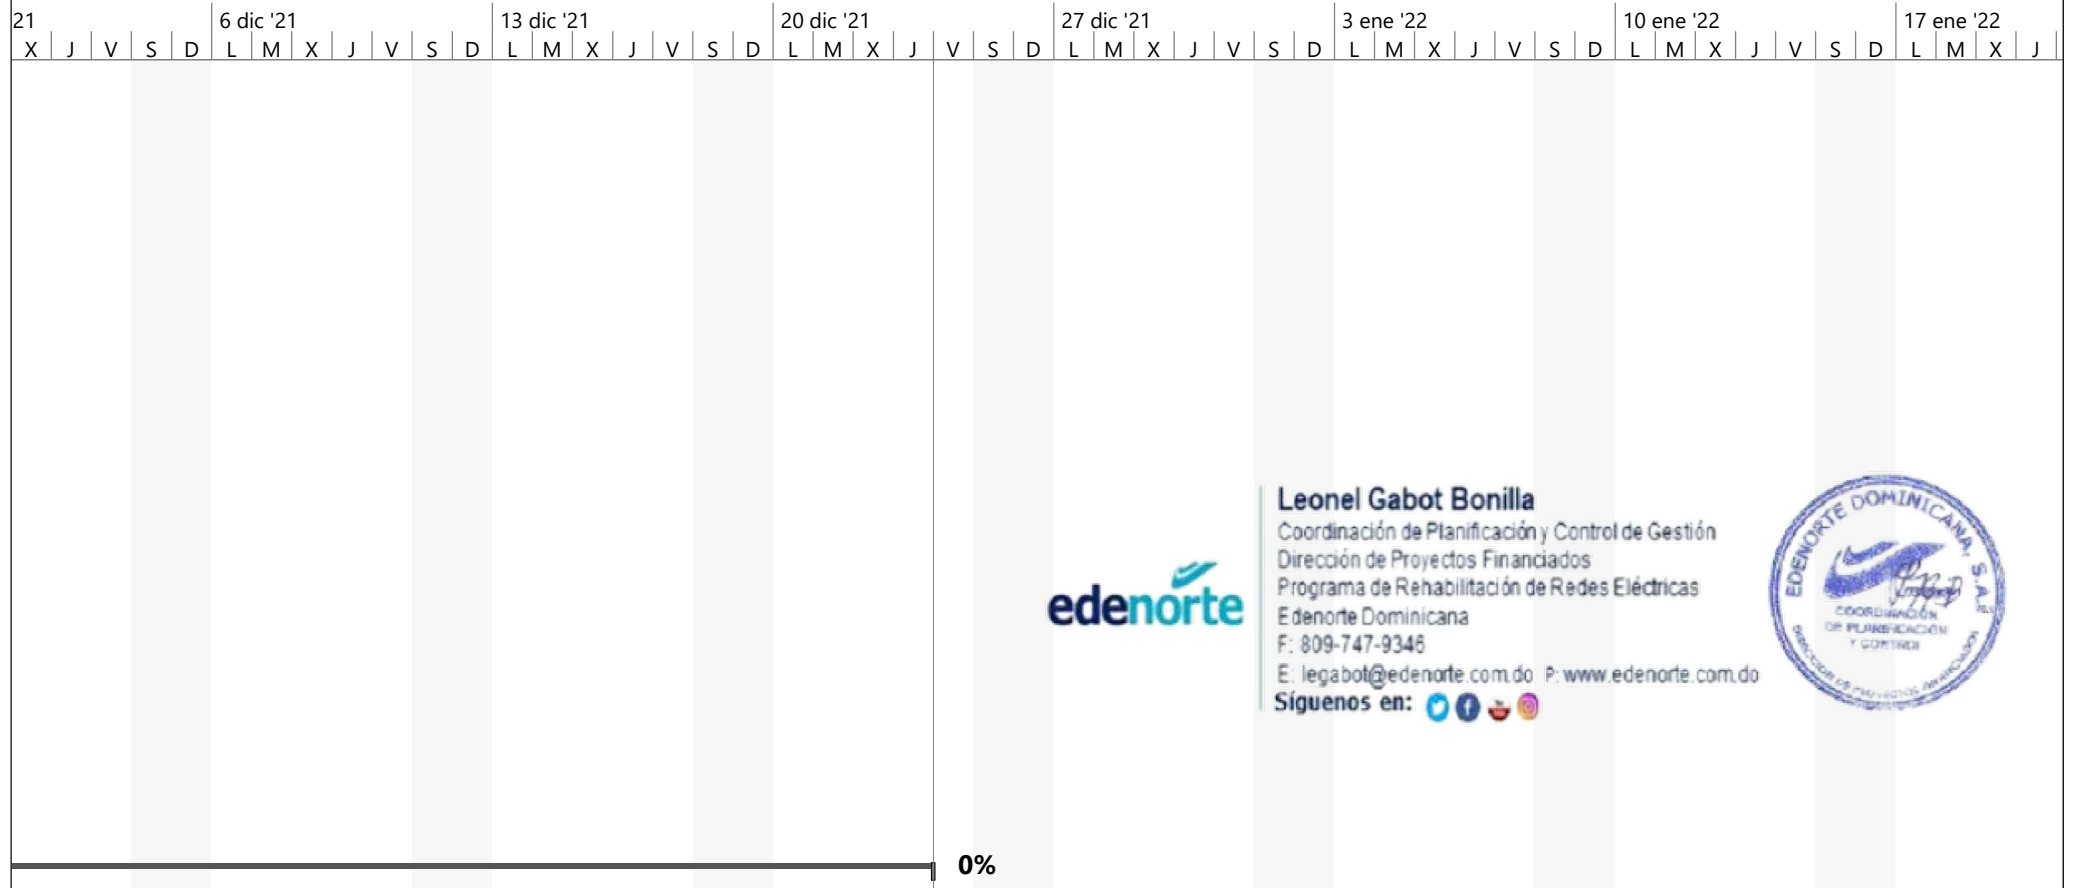 21 6 dic '21 13 dic '21 20 dic '21 27 dic '21 3 ene '22 10 ene '22 17 ene '22
X J V S D L M X J V S D L M X J V S D L M X J V S D L M X J V S D L M X J V S D L M X J V S D L M X J
Leonel Gabot Bonilla
Coordinación de Planificación y Control de Gestión
Dirección de Proyectos Financiados
Programa de Rehabilitación de Redes Eléctricas
edenorte
Edenorte Dominicana
F: 809-747-9346
E: legabot@edenorte.com.do P: www.edenorte.com.do
Síguenos en:
EDENORTE DOMINICANA, S.A.
COORDINACIÓN
DE PLANIFICACIÓN
Y CONTROL
0%